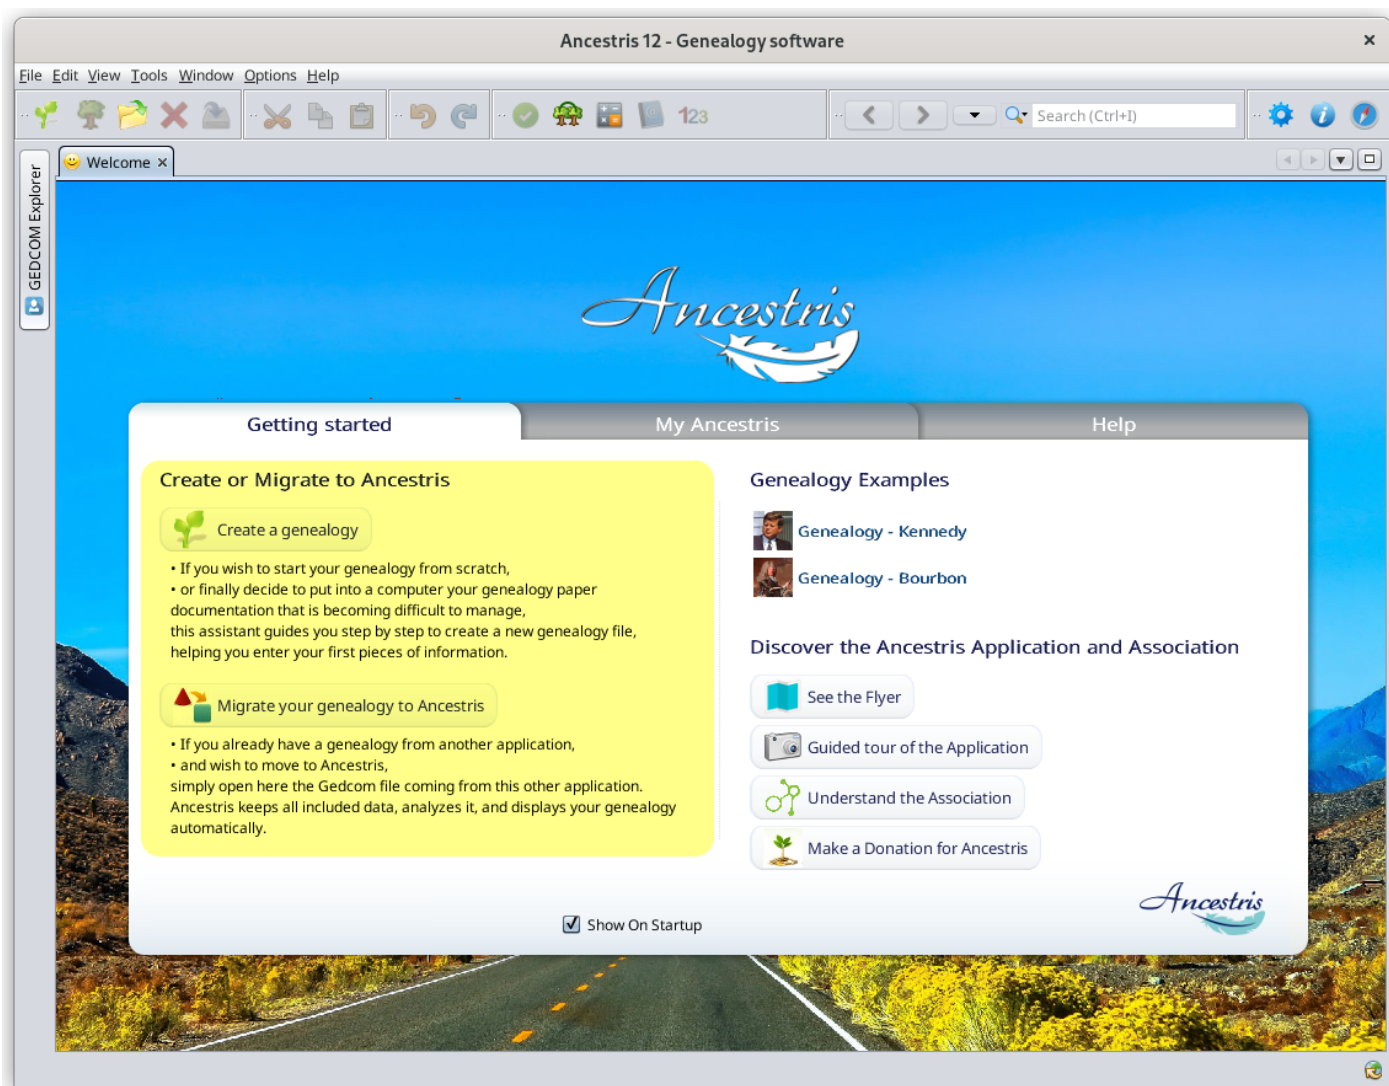 Ancestris 12 - Genealogy software
File Edit View Tools Window Options Help
123
Search (Ctrl+I)
Welcome
GEDCOM Explorer
Ancestris
Getting started
My Ancestris
Help
Create or Migrate to Ancestris
Create a genealogy
• If you wish to start your genealogy from scratch,
• or finally decide to put into a computer your genealogy paper
documentation that is becoming difficult to manage,
this assistant guides you step by step to create a new genealogy file,
helping you enter your first pieces of information.
Migrate your genealogy to Ancestris
• If you already have a genealogy from another application,
• and wish to move to Ancestris,
simply open here the Gedcom file coming from this other application.
Ancestris keeps all included data, analyzes it, and displays your genealogy
automatically.
Genealogy Examples
Genealogy - Kennedy
Genealogy - Bourbon
Discover the Ancestris Application and Association
See the Flyer
Guided tour of the Application
Understand the Association
Make a Donation for Ancestris
Ancestris
Show On Startup